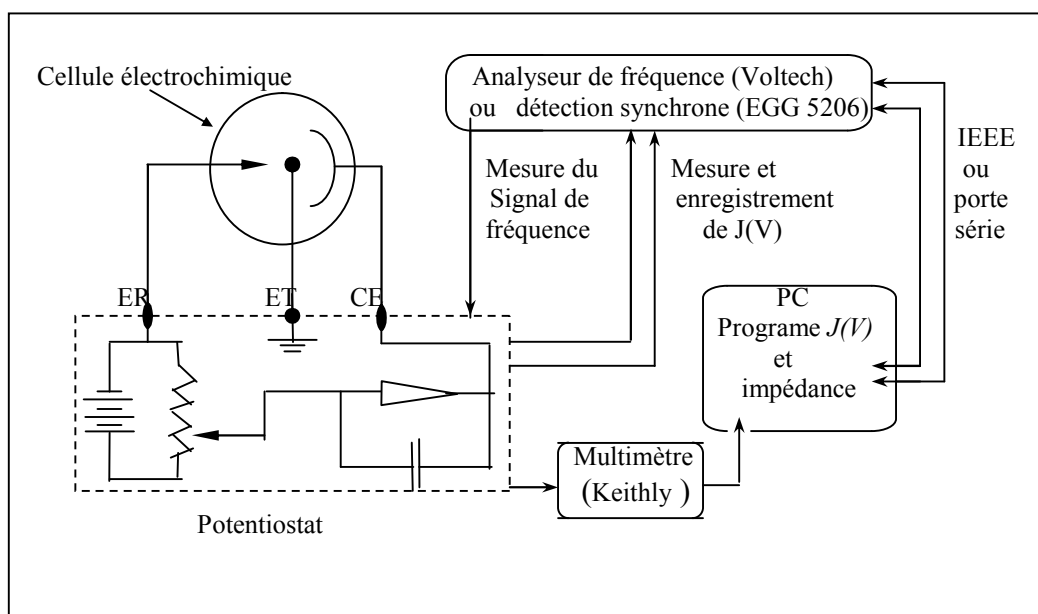 Cellule électrochimique
Analyseur de fréquence (Voltech)
ou détection synchrone (EGG 5206)
IEEE
ou
porte
série
Mesure du
Signal de
fréquence
Mesure et
enregistrement
de J(V)
ER
ET
CE
PC
Programe J(V)
et
impédance
Multimètre
(Keithly )
Potentiostat